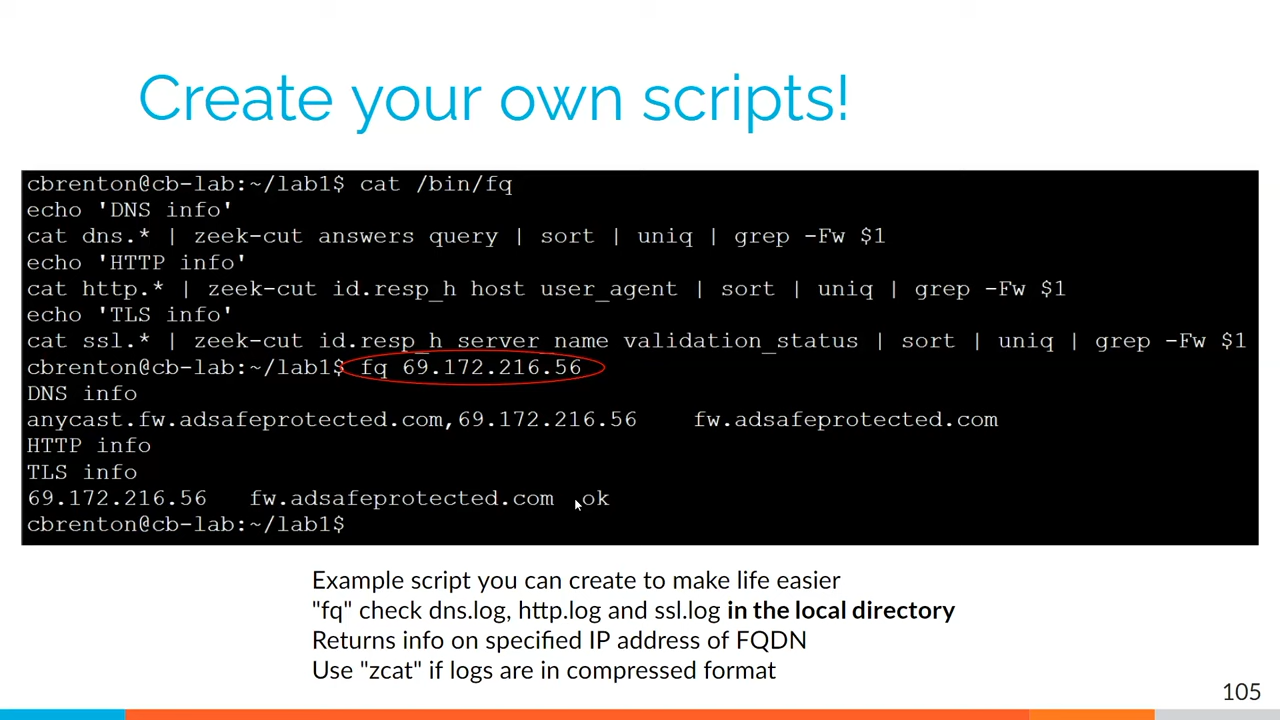 Create your own scripts!
cbrenton@cb-lab:~/lab1$ cat /bin/fq
echo 'DNS info'
cat dns.* | zeek-cut answers query | sort | uniq | grep -Fw $1
echo 'HTTP info'
cat http.* | zeek-cut id.resp_h host user_agent | sort | uniq | grep -Fw $1
echo 'TLS info'
cat ssl.* | zeek-cut id.resp_h server_name validation_status | sort | uniq | grep -Fw $1
cbrenton@cb-lab:~/lab1$ fq 69.172.216.56
DNS info
anycast.fw.adsafeprotected.com,69.172.216.56 fw.adsafeprotected.com
HTTP info
TLS info
69.172.216.56 fw.adsafeprotected.com ok
cbrenton@cb-lab:~/lab1$
Example script you can create to make life easier
"fq" check dns.log, http.log and ssl.log in the local directory
Returns info on specified IP address of FQDN
Use "zcat" if logs are in compressed format
105